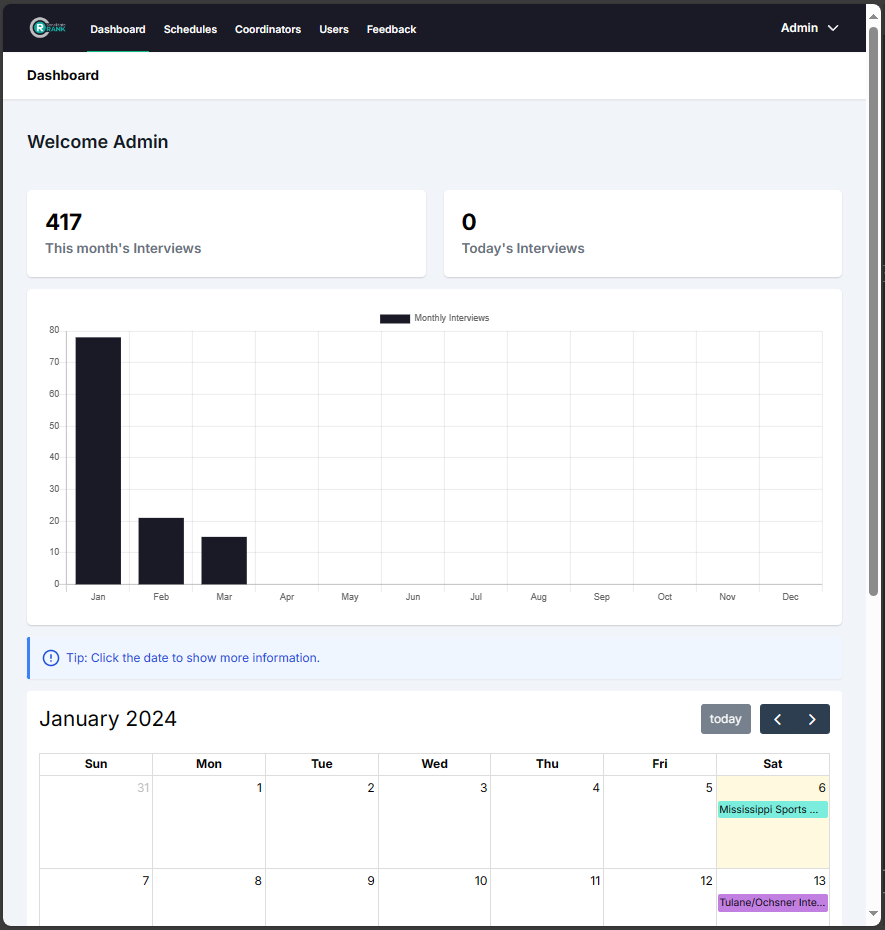 RANK
Dashboard Schedules Coordinators Users Feedback Admin
Dashboard
Welcome Admin
417
This month's Interviews
0
Today's Interviews
Monthly Interviews
80
70
60
50
40
30
20
10
0
Jan Feb Mar Apr May Jun Jul Aug Sep Oct Nov Dec
Tip: Click the date to show more information.
January 2024 today
Sun Mon Tue Wed Thu Fri Sat
31 1 2 3 4 5 6
Mississippi Sports ...
7 8 9 10 11 12 13
Tulane/Ochsner Inte...